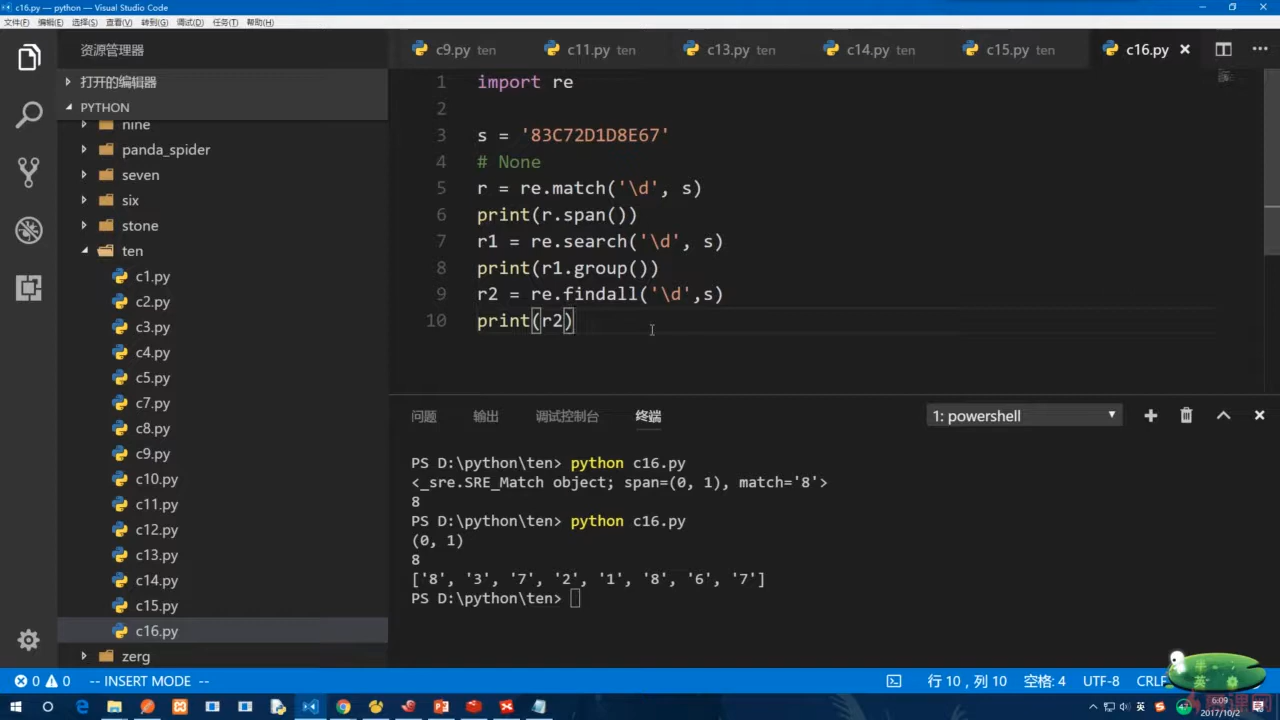 c16.py — python — Visual Studio Code
文件(F) 编辑(E) 选择(S) 查看(V) 转到(G) 调试(D) 任务(T) 帮助(H)
资源管理器
c9.py ten c11.py ten c13.py ten c14.py ten c15.py ten c16.py
打开的编辑器
PYTHON
nine
panda_spider
seven
six
stone
ten
c1.py
c2.py
c3.py
c4.py
c5.py
c7.py
c8.py
c9.py
c10.py
c11.py
c12.py
c13.py
c14.py
c15.py
c16.py
zerg
1 import re
2
3 s = '83C72D1D8E67'
4 # None
5 r = re.match('\d', s)
6 print(r.span())
7 r1 = re.search('\d', s)
8 print(r1.group())
9 r2 = re.findall('\d',s)
10 print(r2)
问题 输出 调试控制台 终端 1: powershell
PS D:\python\ten> python c16.py
<_sre.SRE_Match object; span=(0, 1), match='8'>
8
PS D:\python\ten> python c16.py
(0, 1)
8
['8', '3', '7', '2', '1', '8', '6', '7']
PS D:\python\ten>
0 0 -- INSERT MODE -- 行 10，列 10 空格: 4 UTF-8 CRLF
英 47 6:09
2017/10/2